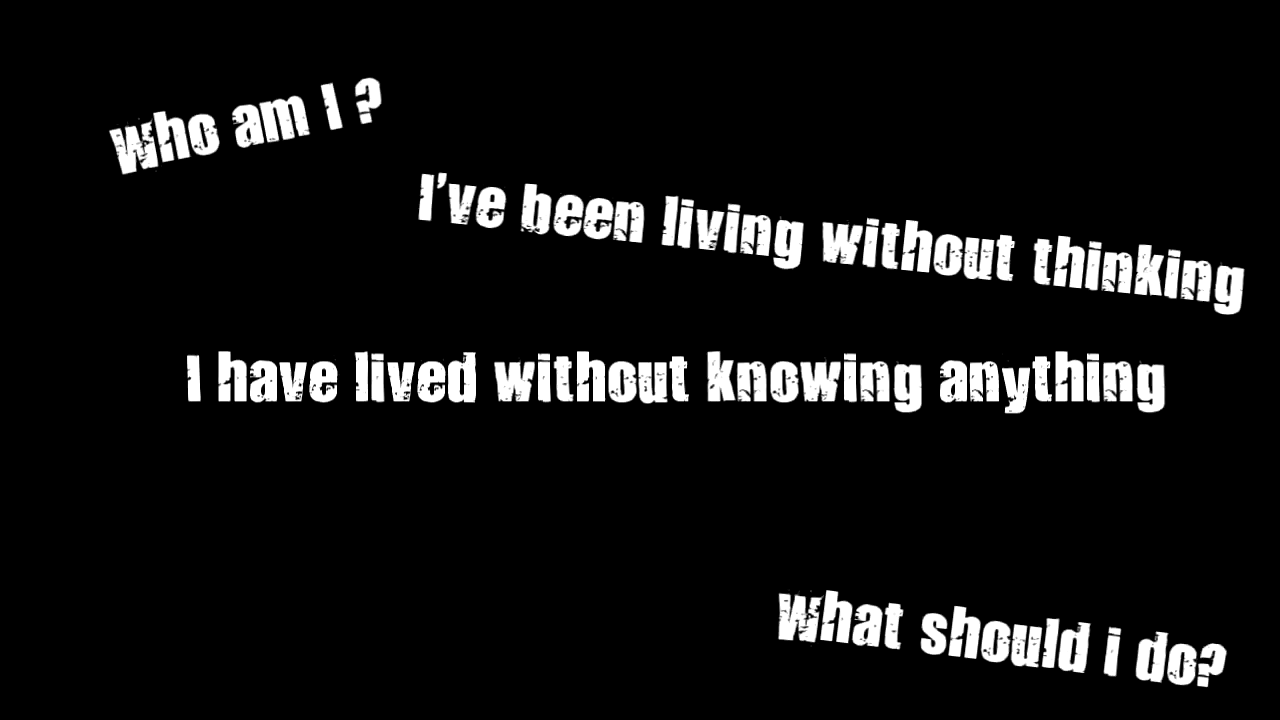 Who am I ?
I've been living without thinking
I have lived without knowing anything
What should i do?